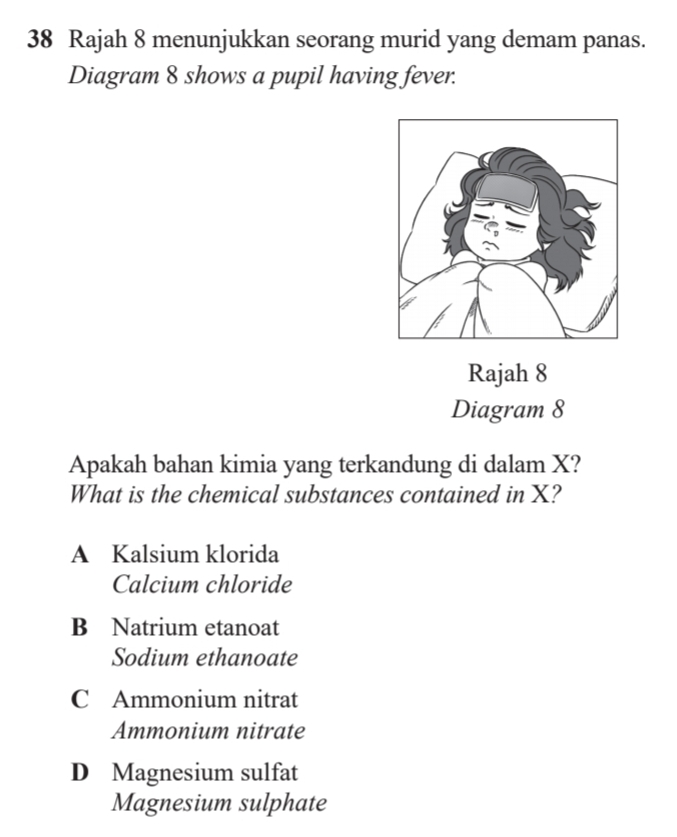 38 Rajah 8 menunjukkan seorang murid yang demam panas.
Diagram 8 shows a pupil having fever.
Rajah 8
Diagram 8
Apakah bahan kimia yang terkandung di dalam X?
What is the chemical substances contained in X?
A Kalsium klorida
Calcium chloride
B Natrium etanoat
Sodium ethanoate
C Ammonium nitrat
Ammonium nitrate
D Magnesium sulfat
Magnesium sulphate